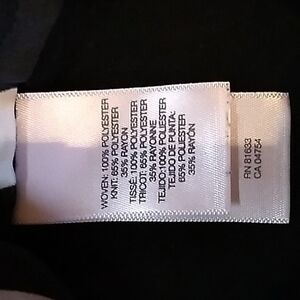 WOVEN: 100% POLYESTER
KNIT: 65% POLYESTER
35% RAYON
TISSÉ: 100% POLYESTER
TRICOT: 65% POLYESTER
35% RAYONNE
TEJIDO: 100% POLIESTER
TEJIDO DE PUNTA:
65% POLIESTER
35% RAYÓN
RN 81633
CA 04754